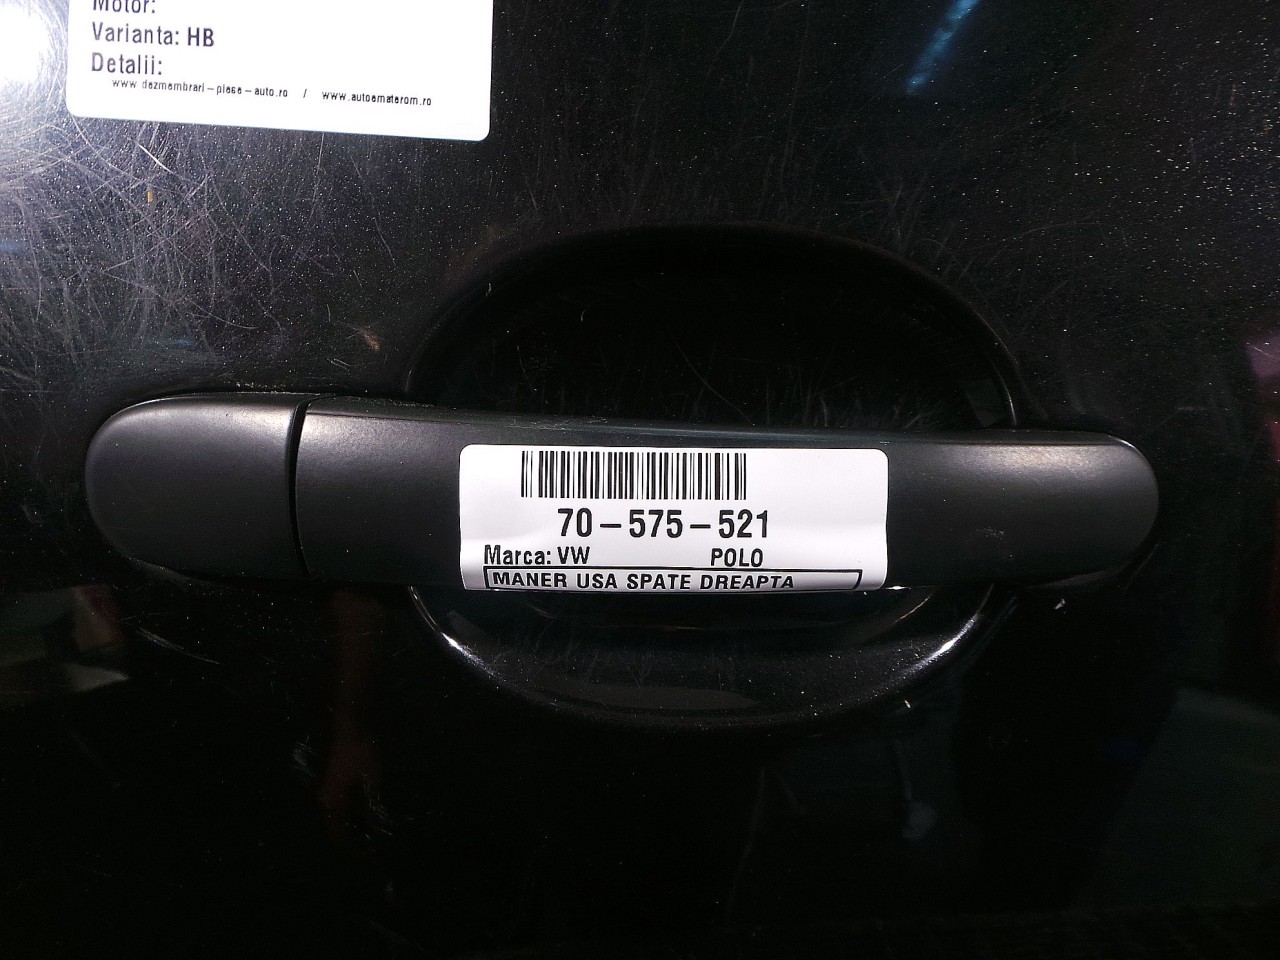 Motor:
Varianta: HB
Detalii:
www dezmembrari-piese-auto.ro / www.autoematerom.ro
70-575-521
Marca: VW POLO
MANER USA SPATE DREAPTA